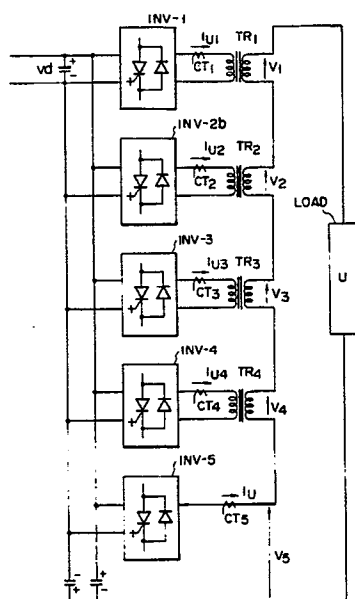 INV-1
Vd
+
-
+
IU1
CT1
TR1
V1
INV-2b
+
IU2
CT2
TR2
V2
LOAD
U
INV-3
+
IU3
CT3
TR3
V3
INV-4
+
IU4
CT4
TR4
V4
INV-5
+
IU
CT5
V5
-
+
+
-